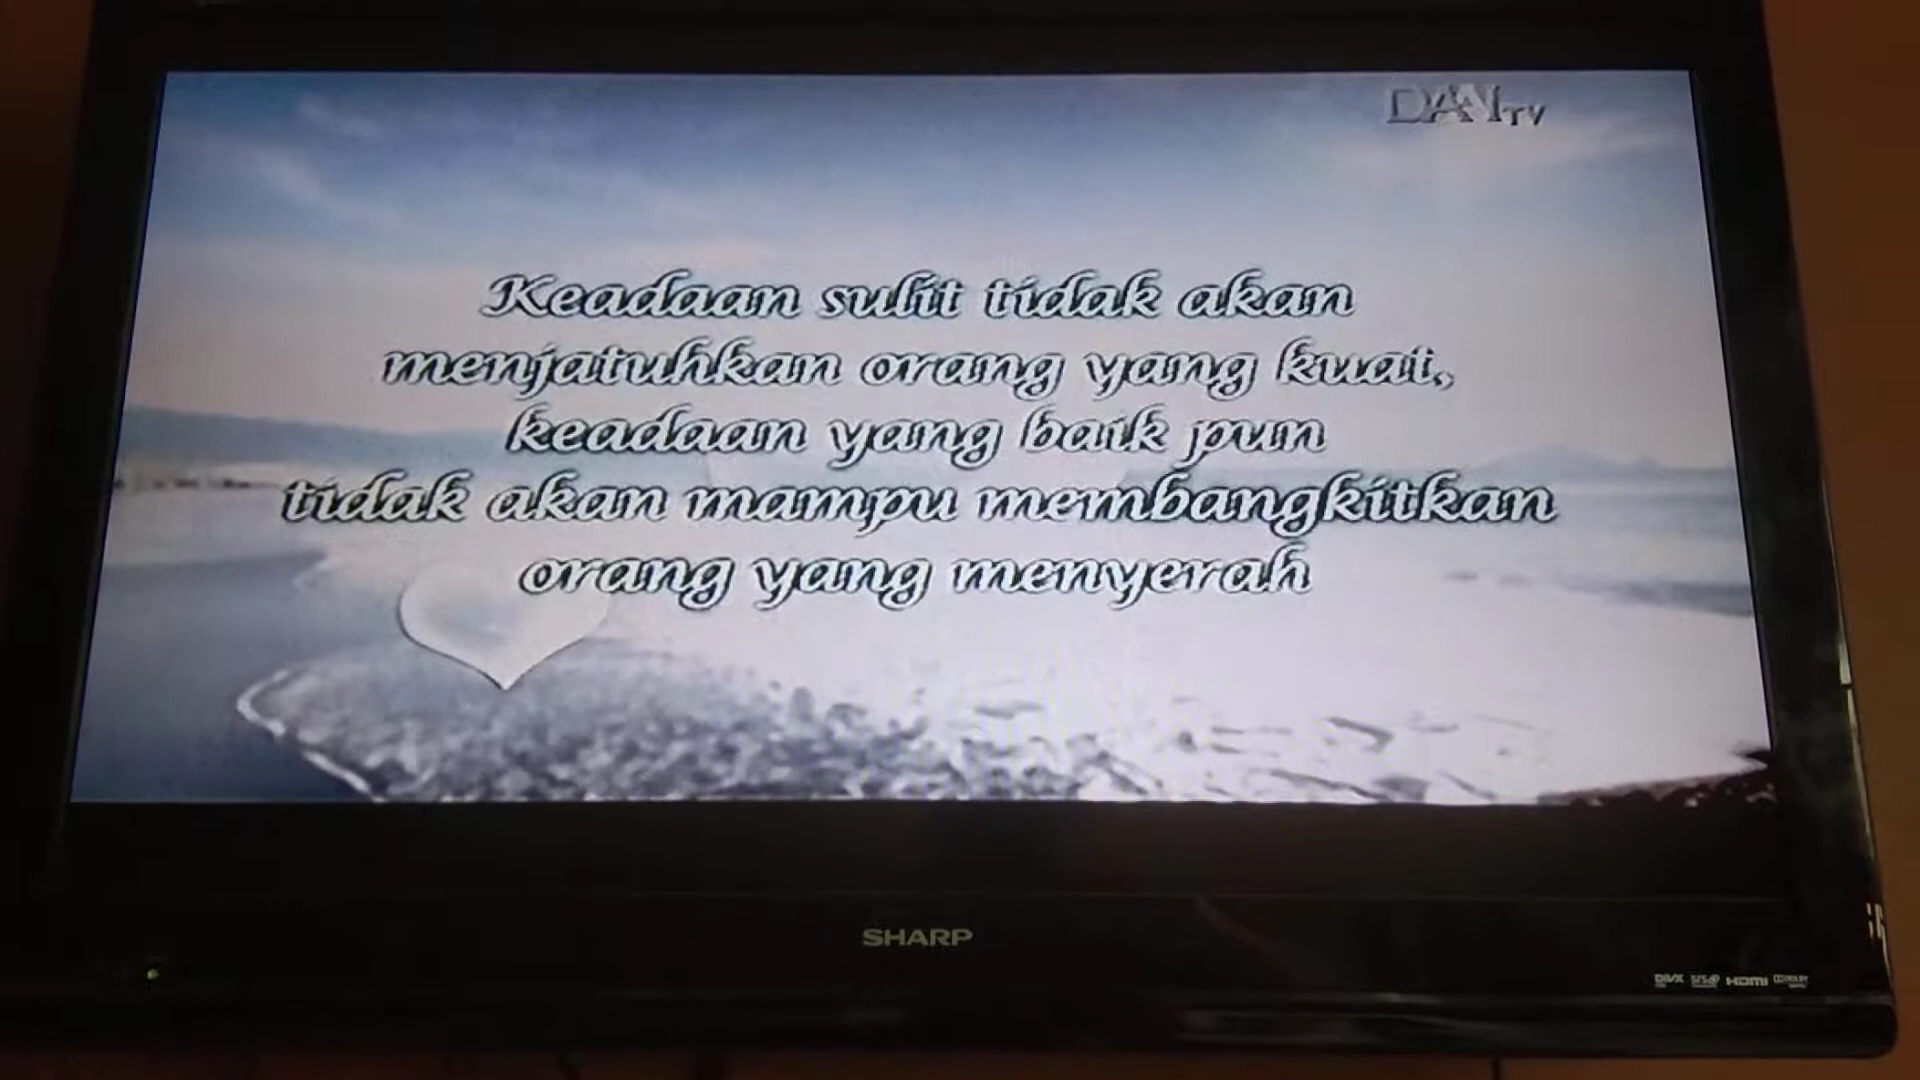 DAAI TV
Keadaan sulit tidak akan
menjatuhkan orang yang kuat,
keadaan yang baik pun
tidak akan mampu membangkitkan
orang yang menyerah
SHARP
DIVX
HDMI
DOLBY